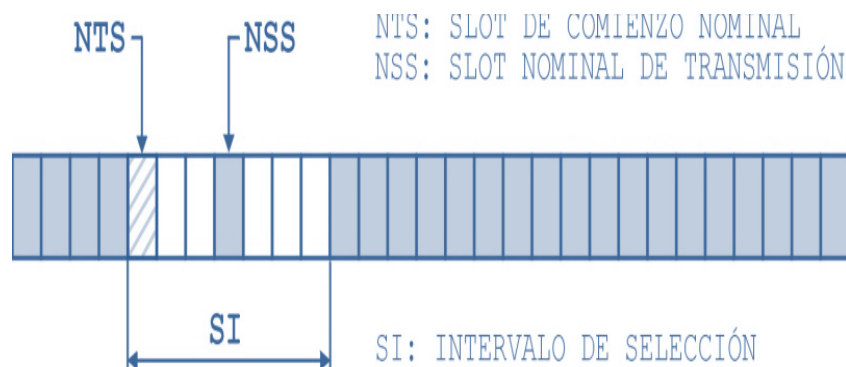 NTS: SLOT DE COMIENZO NOMINAL
NTS NSS
NSS: SLOT NOMINAL DE TRANSMISIÓN
SI
SI: INTERVALO DE SELECCIÓN